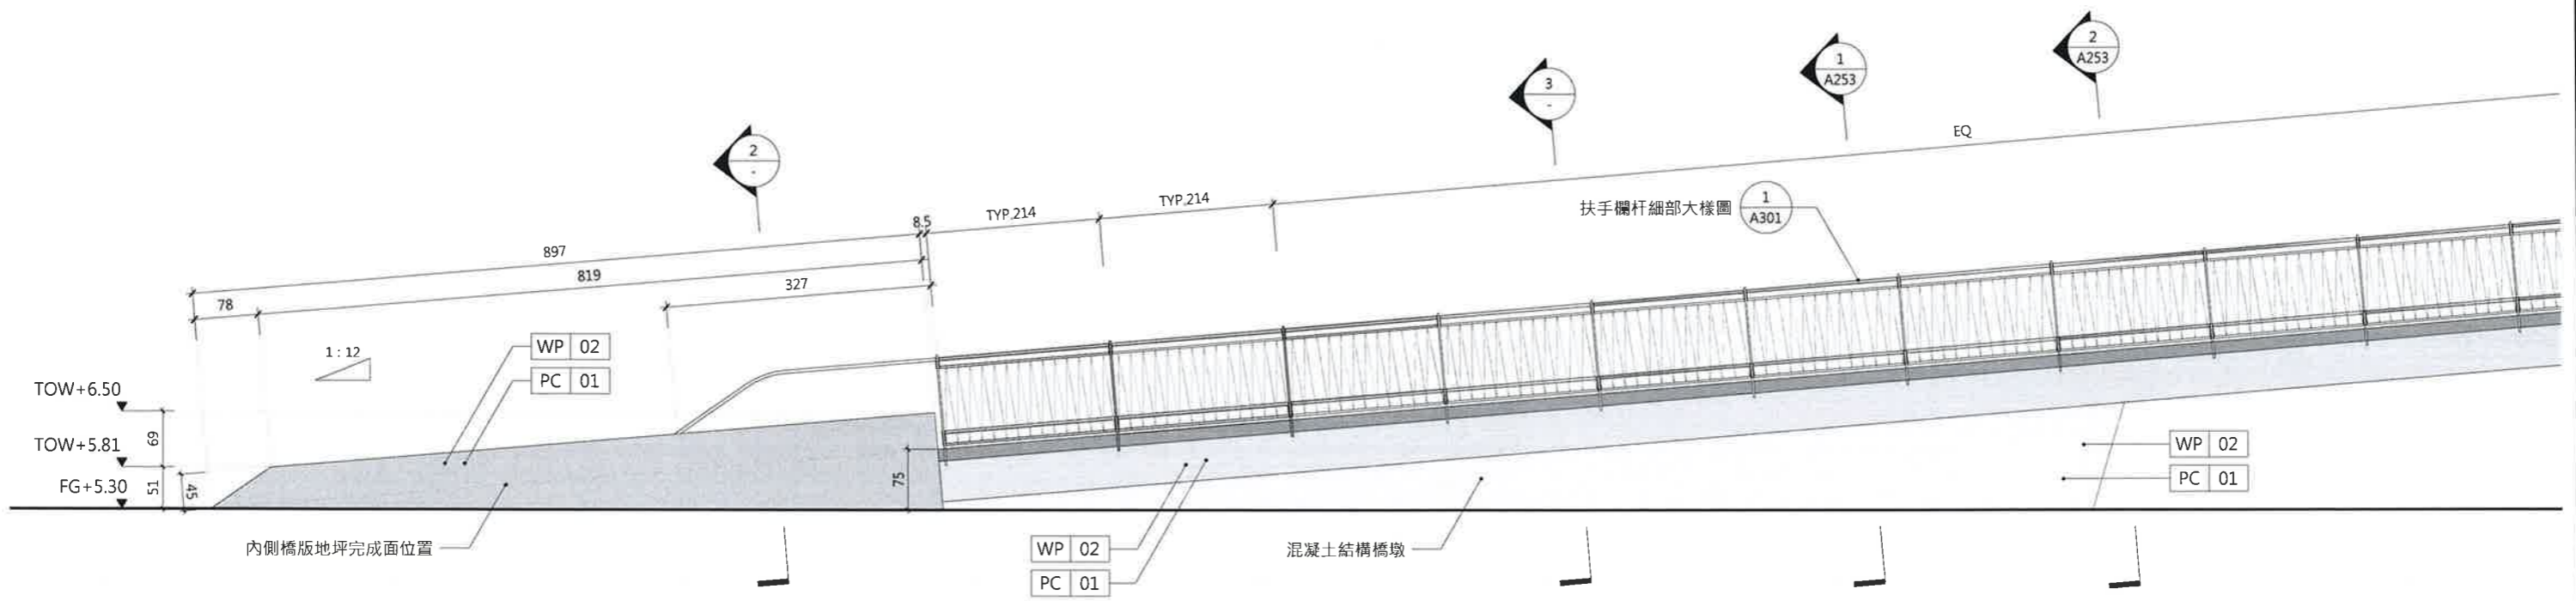 2
A253
1
A253
3
-
2
-
EQ
TYP.214
TYP.214
8.5
扶手欄杆細部大樣圖
1
A301
897
819
327
78
1 : 12
WP 02
PC 01
TOW+6.50
69
TOW+5.81
51
45
FG+5.30
75
WP 02
PC 01
內側橋版地坪完成面位置
WP 02
PC 01
混凝土結構橋墩